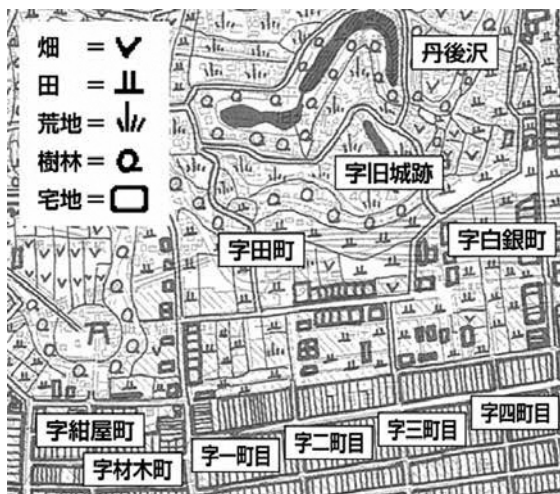 畑 =
田 =
荒地 =
樹林 =
宅地 =
丹後沢
字旧城跡
字田町
字白銀町
字紺屋町
字材木町
字一町目
字二町目
字三町目
字四町目